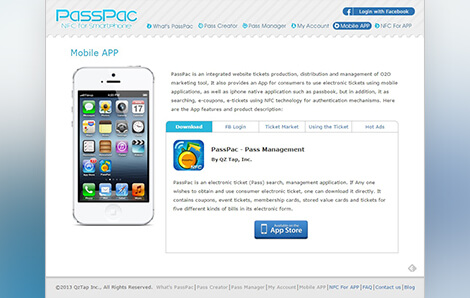 PassPac
NFC for Smartphone
Login with Facebook
What's PassPac Pass Creator Pass Manager My Account Mobile APP NFC For APP
Mobile APP
PassPac is an integrated website tickets production, distribution and management of O2O
marketing tool, It also provides an App for consumers to use electronic tickets using mobile
applications, as well as iphone native application such as passbook, but in addition, it as
searching, e-coupons, e-tickets using NFC technology for authentication mechanisms. Here
are the App features and product description:
Download FB Login Ticket Market Using the Ticket Hot Ads
PassPac - Pass Management
By QZ Tap, Inc.
PassPac is an electronic ticket (Pass) search, management application. If Any one
wishes to obtain and use consumer electronic ticket, one can download it directly. It
contains coupons, event tickets, membership cards, stored value cards and tickets for
five different kinds of bills in its electronic form.
Available on the
App Store
©2013 QzTap Inc., All Rights Reserved. What's PassPac|Pass Creator|Pass Manager|My Account|Mobile APP|NFC For APP|FAQ|Contact us|Blog